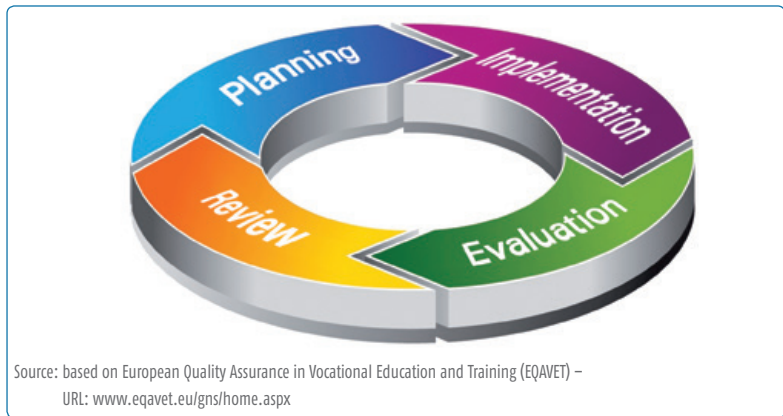 Planning
Implementation
Evaluation
Review
Source: based on European Quality Assurance in Vocational Education and Training (EQAVET) –
URL: www.eqavet.eu/gns/home.aspx